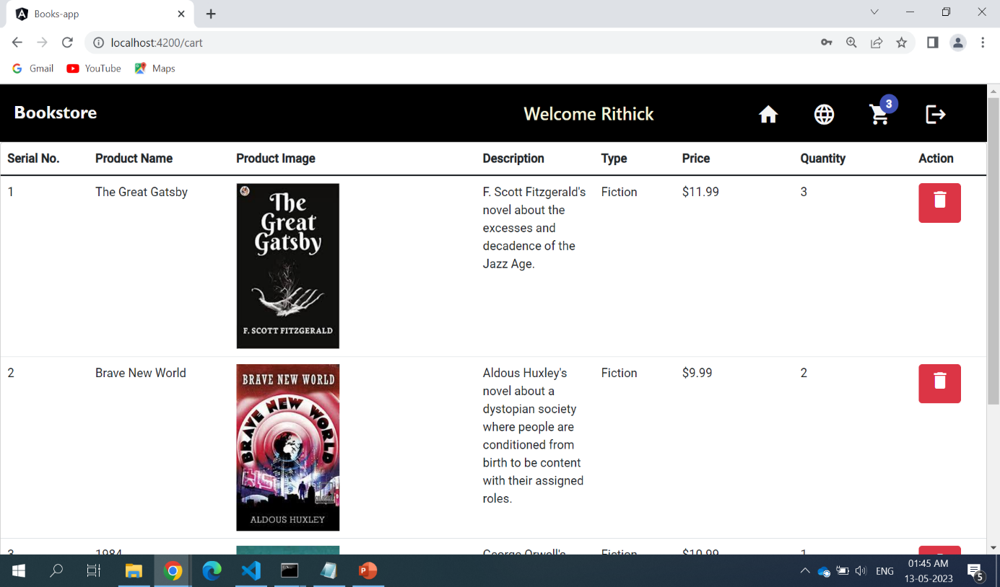 Books-app
localhost:4200/cart
Gmail YouTube Maps
Bookstore Welcome Rithick 3
Serial No. Product Name Product Image Description Type Price Quantity Action
1 The Great Gatsby F. Scott Fitzgerald's Fiction $11.99 3
novel about the
excesses and
decadence of the
Jazz Age.
The
Great
Gatsby
F. SCOTT FITZGERALD
2 Brave New World Aldous Huxley's Fiction $9.99 2
novel about a
dystopian society
where people are
conditioned from
birth to be content
with their assigned
roles.
BRAVE NEW WORLD
BRAVE NEW WORLD
ALDOUS HUXLEY
3 1984 George Orwell's Fiction $10.99 1
ENG 01:45 AM
13-05-2023 5